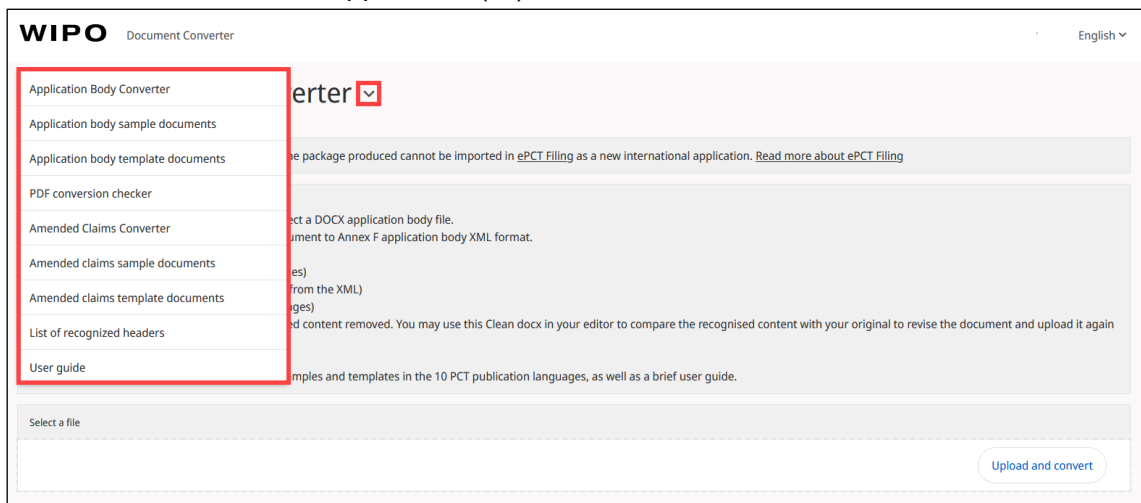 WIPO Document Converter English
Application Body Converter
erter
Application body sample documents
Application body template documents
e package produced cannot be imported in ePCT Filing as a new international application. Read more about ePCT Filing
PDF conversion checker
ect a DOCX application body file.
Amended Claims Converter
ument to Annex F application body XML format.
Amended claims sample documents
es)
from the XML)
Amended claims template documents
ges)
ed content removed. You may use this Clean docx in your editor to compare the recognised content with your original to revise the document and upload it again
List of recognized headers
User guide
mples and templates in the 10 PCT publication languages, as well as a brief user guide.
Select a file
Upload and convert